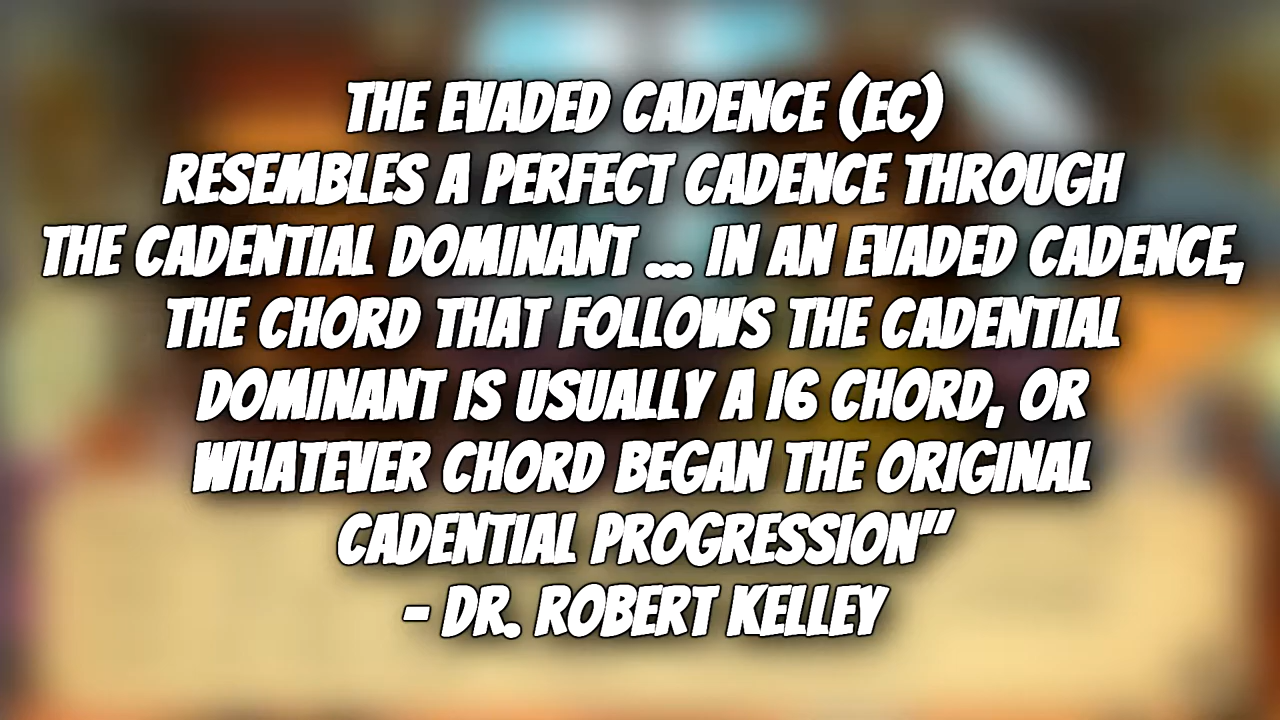 THE EVADED CADENCE (EC)
RESEMBLES A PERFECT CADENCE THROUGH
THE CADENTIAL DOMINANT ... IN AN EVADED CADENCE,
THE CHORD THAT FOLLOWS THE CADENTIAL
DOMINANT IS USUALLY A I6 CHORD, OR
WHATEVER CHORD BEGAN THE ORIGINAL
CADENTIAL PROGRESSION"
- DR. ROBERT KELLEY